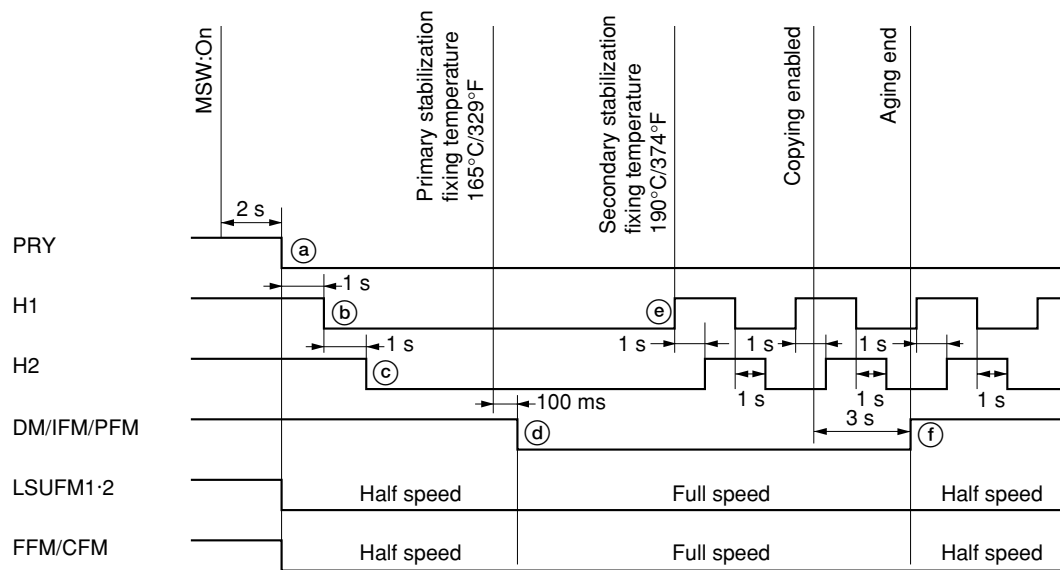 MSW:On
Primary stabilization
fixing temperature
165°C/329°F
Secondary stabilization
fixing temperature
190°C/374°F
Copying enabled
Aging end
2 s
PRY
a
1 s
H1
b
e
1 s
1 s
1 s
1 s
H2
c
1 s
1 s
1 s
100 ms
DM/IFM/PFM
d
3 s
f
LSUFM1·2
Half speed
Full speed
Half speed
FFM/CFM
Half speed
Full speed
Half speed